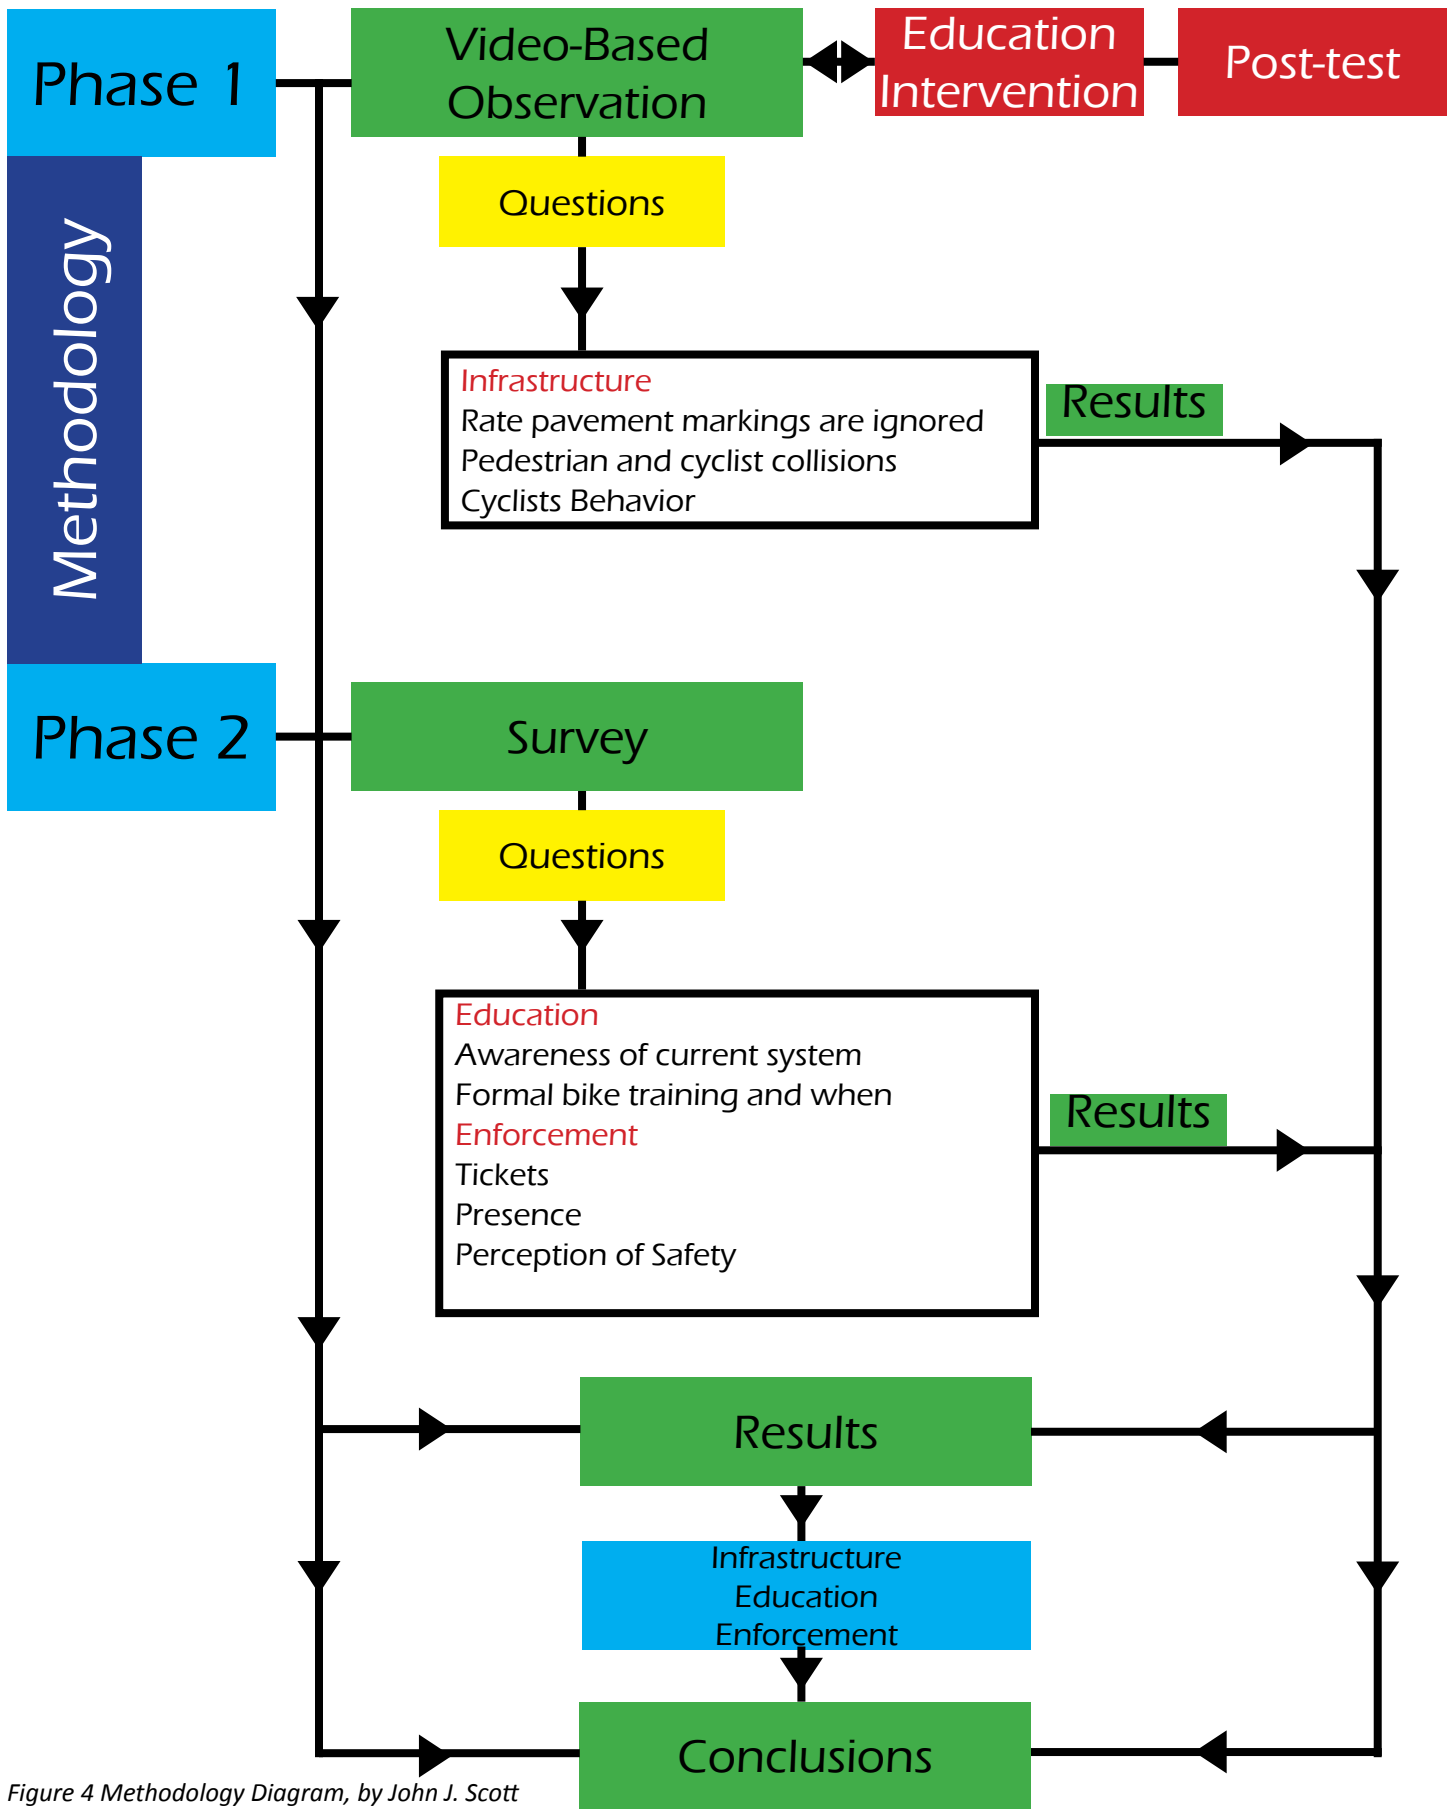 Phase 1
Video-Based
Observation
Education
Intervention
Post-test
Methodology
Questions
Infrastructure
Rate pavement markings are ignored
Pedestrian and cyclist collisions
Cyclists Behavior
Results
Phase 2
Survey
Questions
Education
Awareness of current system
Formal bike training and when
Enforcement
Tickets
Presence
Perception of Safety
Results
Results
Infrastructure
Education
Enforcement
Conclusions
Figure 4 Methodology Diagram, by John J. Scott